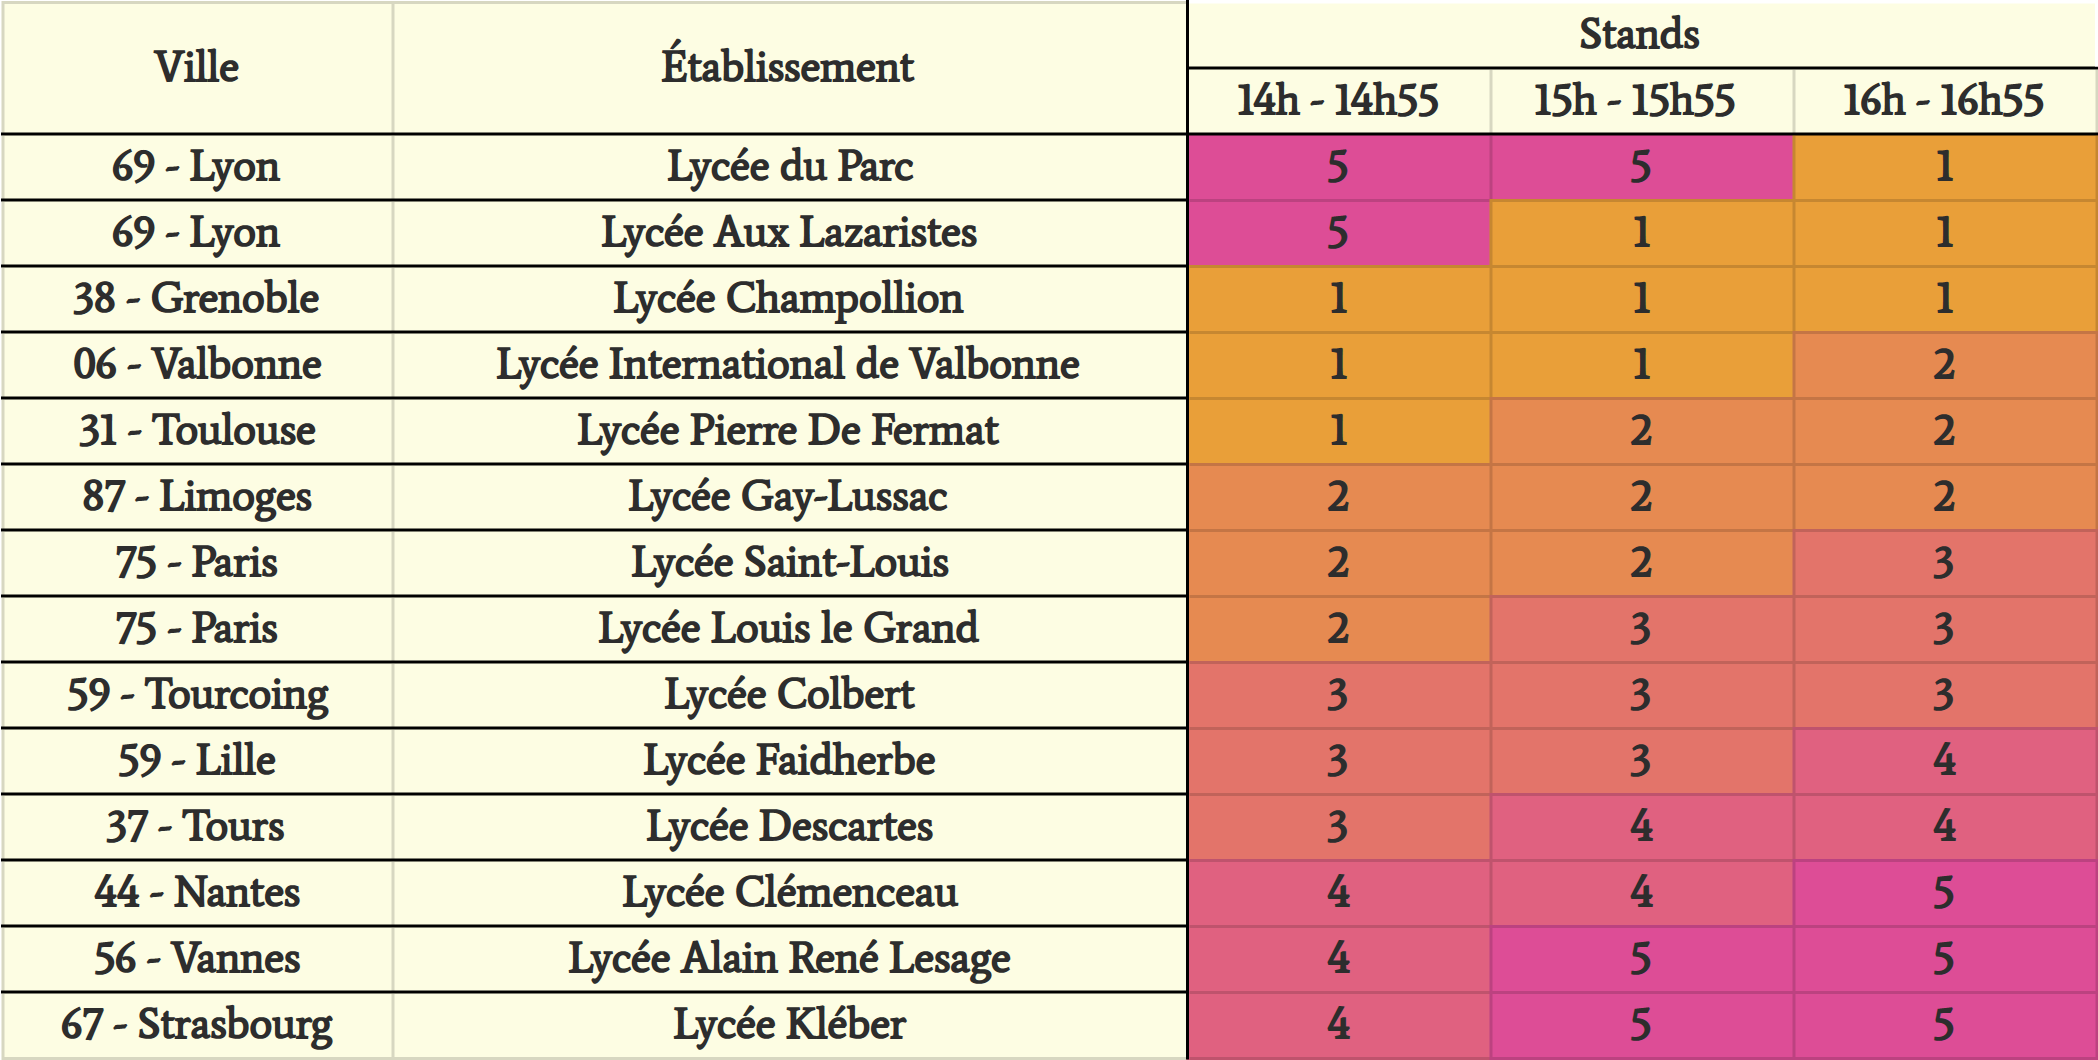 Ville Établissement Stands
14h - 14h55 15h - 15h55 16h - 16h55
69 - Lyon Lycée du Parc 5 5 1
69 - Lyon Lycée Aux Lazaristes 5 1 1
38 - Grenoble Lycée Champollion 1 1 1
06 - Valbonne Lycée International de Valbonne 1 1 2
31 - Toulouse Lycée Pierre De Fermat 1 2 2
87 - Limoges Lycée Gay-Lussac 2 2 2
75 - Paris Lycée Saint-Louis 2 2 3
75 - Paris Lycée Louis le Grand 2 3 3
59 - Tourcoing Lycée Colbert 3 3 3
59 - Lille Lycée Faidherbe 3 3 4
37 - Tours Lycée Descartes 3 4 4
44 - Nantes Lycée Clémenceau 4 4 5
56 - Vannes Lycée Alain René Lesage 4 5 5
67 - Strasbourg Lycée Kléber 4 5 5